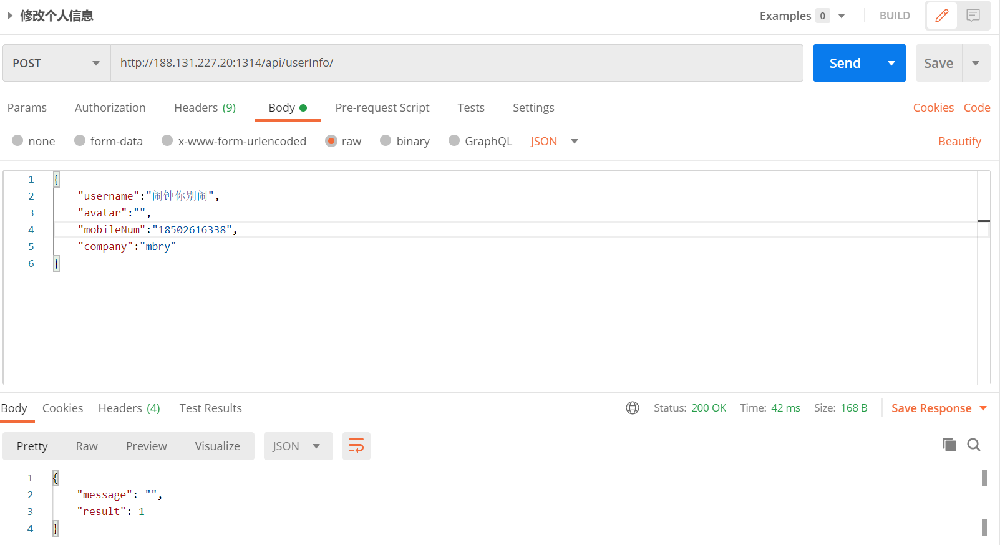 修改个人信息 Examples 0 BUILD
POST http://188.131.227.20:1314/api/userInfo/ Send Save
Params Authorization Headers (9) Body Pre-request Script Tests Settings Cookies Code
none form-data x-www-form-urlencoded raw binary GraphQL JSON Beautify
1 {
2 "username":"闹钟你别闹",
3 "avatar":"",
4 "mobileNum":"18502616338",
5 "company":"mbry"
6 }
Body Cookies Headers (4) Test Results Status: 200 OK Time: 42 ms Size: 168 B Save Response
Pretty Raw Preview Visualize JSON
1 {
2 "message": "",
3 "result": 1
4 }